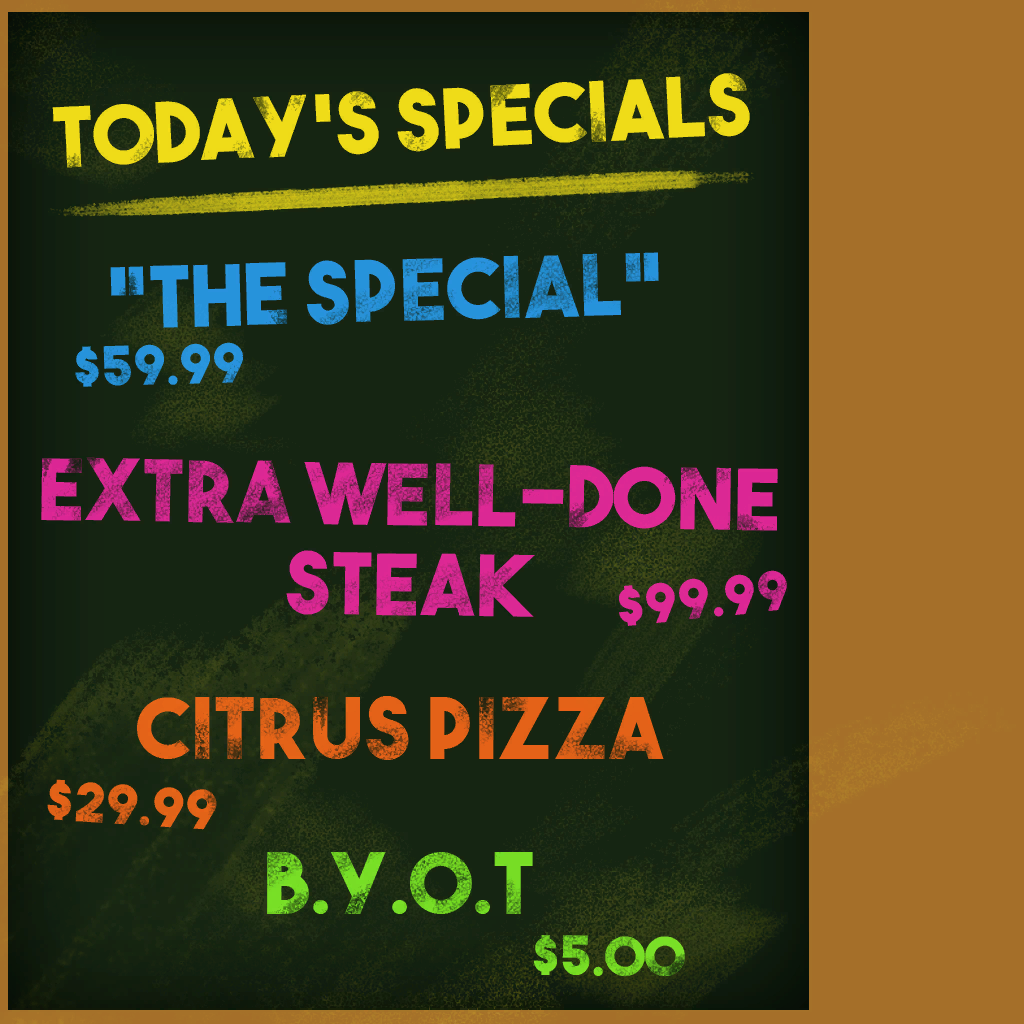 TODAY'S SPECIALS
"THE SPECIAL"
$59.99
EXTRA WELL-DONE
STEAK $99.99
CITRUS PIZZA
$29.99
B.Y.O.T
$5.00